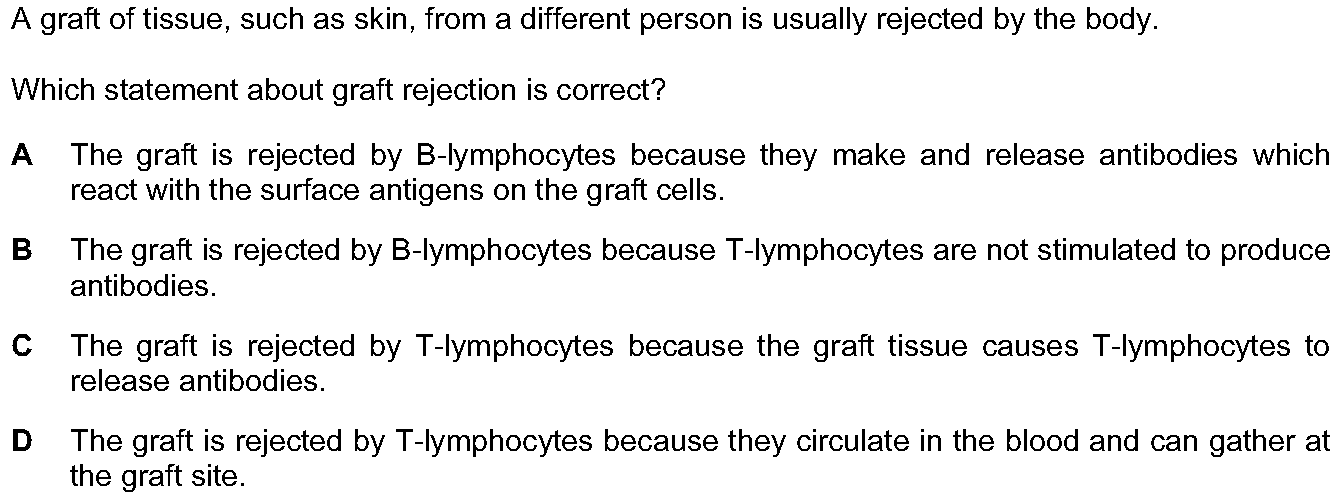 A graft of tissue, such as skin, from a different person is usually rejected by the body.
Which statement about graft rejection is correct?
A The graft is rejected by B-lymphocytes because they make and release antibodies which
react with the surface antigens on the graft cells.
B The graft is rejected by B-lymphocytes because T-lymphocytes are not stimulated to produce
antibodies.
C The graft is rejected by T-lymphocytes because the graft tissue causes T-lymphocytes to
release antibodies.
D The graft is rejected by T-lymphocytes because they circulate in the blood and can gather at
the graft site.